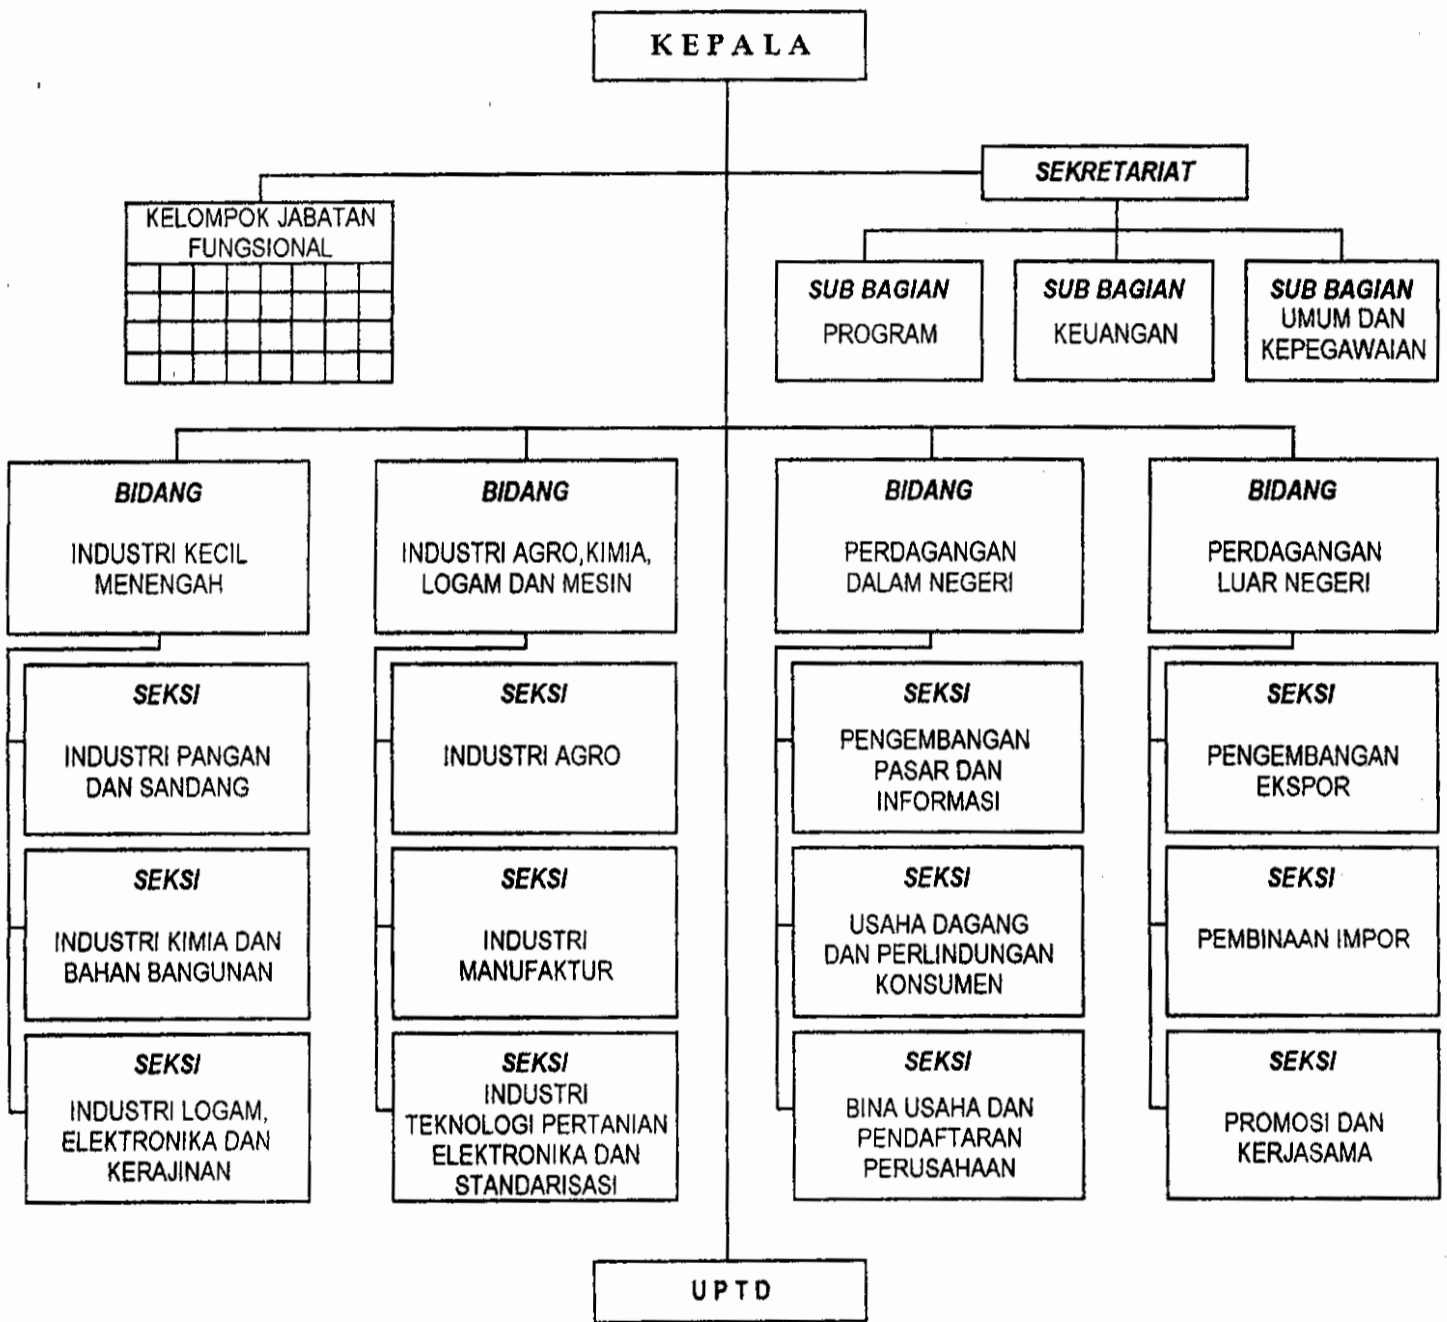 KEPALA
SEKRETARIAT
KELOMPOK JABATAN
FUNGSIONAL
SUB BAGIAN
PROGRAM
SUB BAGIAN
KEUANGAN
SUB BAGIAN
UMUM DAN
KEPEGAWAIAN
BIDANG
INDUSTRI KECIL
MENENGAH
BIDANG
INDUSTRI AGRO,KIMIA,
LOGAM DAN MESIN
BIDANG
PERDAGANGAN
DALAM NEGERI
BIDANG
PERDAGANGAN
LUAR NEGERI
SEKSI
INDUSTRI PANGAN
DAN SANDANG
SEKSI
INDUSTRI AGRO
SEKSI
PENGEMBANGAN
PASAR DAN
INFORMASI
SEKSI
PENGEMBANGAN
EKSPOR
SEKSI
INDUSTRI KIMIA DAN
BAHAN BANGUNAN
SEKSI
INDUSTRI
MANUFAKTUR
SEKSI
USAHA DAGANG
DAN PERLINDUNGAN
KONSUMEN
SEKSI
PEMBINAAN IMPOR
SEKSI
INDUSTRI LOGAM,
ELEKTRONIKA DAN
KERAJINAN
SEKSI
INDUSTRI
TEKNOLOGI PERTANIAN
ELEKTRONIKA DAN
STANDARISASI
SEKSI
BINA USAHA DAN
PENDAFTARAN
PERUSAHAAN
SEKSI
PROMOSI DAN
KERJASAMA
UPTD